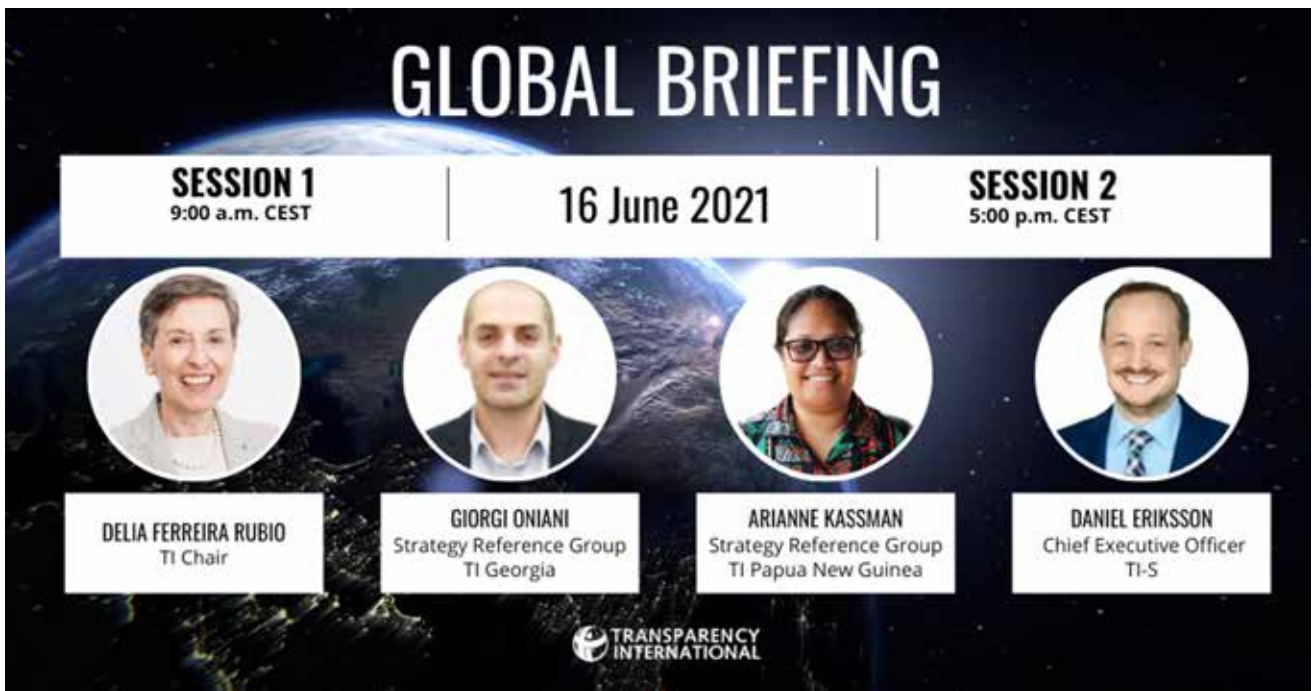 GLOBAL BRIEFING
SESSION 1
9:00 a.m. CEST
16 June 2021
SESSION 2
5:00 p.m. CEST
DELIA FERREIRA RUBIO
TI Chair
GIORGI ONIANI
Strategy Reference Group
TI Georgia
ARIANNE KASSMAN
Strategy Reference Group
TI Papua New Guinea
DANIEL ERIKSSON
Chief Executive Officer
TI-S
TRANSPARENCY
INTERNATIONAL